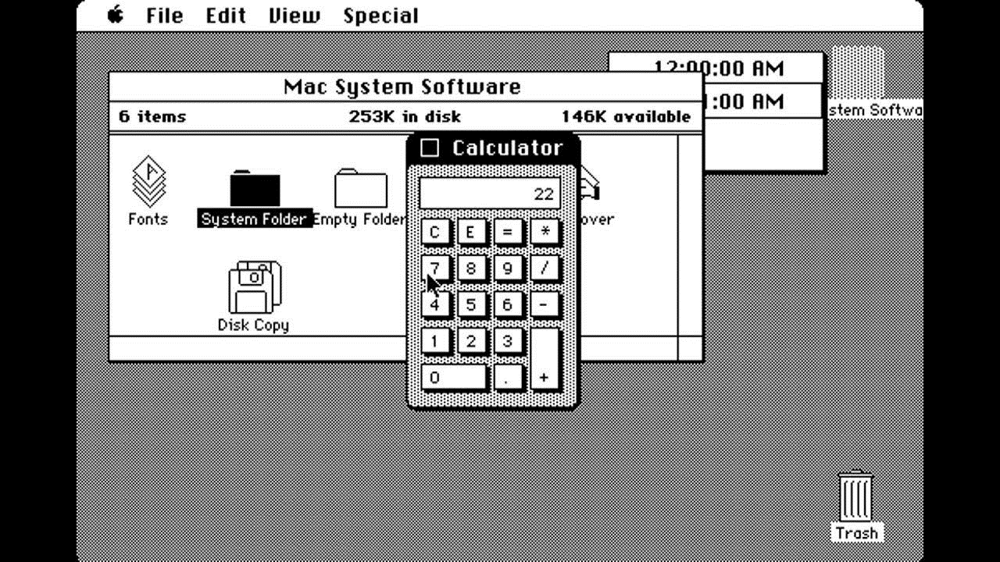 File Edit View Special
12:00:00 AM
Mac System Software
1:00 AM
stem Softwa
6 items 253K in disk 146K available
Calculator
22
Fonts
System Folder
Empty Folder
over
C E = *
7 8 9 /
4 5 6 -
1 2 3
0 . +
Disk Copy
Trash